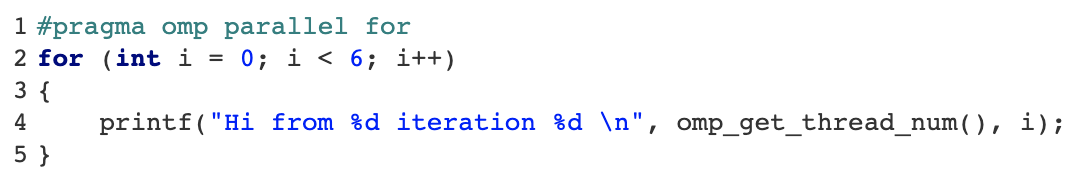 1 #pragma omp parallel for
2 for (int i = 0; i < 6; i++)
3 {
4     printf("Hi from %d iteration %d \n", omp_get_thread_num(), i);
5 }